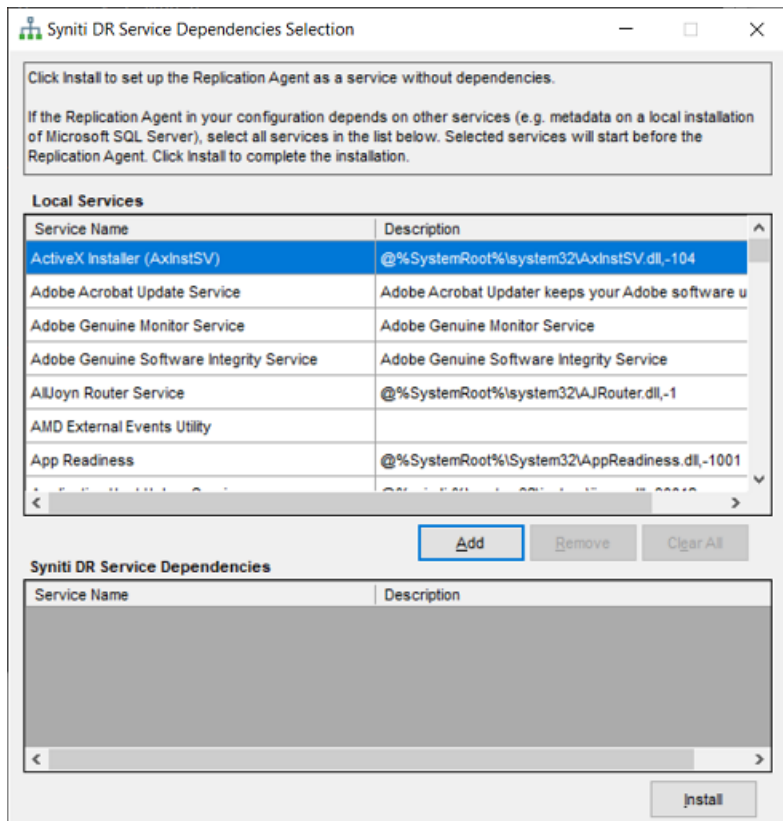 Syniti DR Service Dependencies Selection
Click Install to set up the Replication Agent as a service without dependencies.
If the Replication Agent in your configuration depends on other services (e.g. metadata on a local installation
of Microsoft SQL Server), select all services in the list below. Selected services will start before the
Replication Agent. Click Install to complete the installation.
Local Services
Service Name Description
ActiveX Installer (AxInstSV) @%SystemRoot%\system32\AxInstSV.dll,-104
Adobe Acrobat Update Service Adobe Acrobat Updater keeps your Adobe software u
Adobe Genuine Monitor Service Adobe Genuine Monitor Service
Adobe Genuine Software Integrity Service Adobe Genuine Software Integrity Service
AllJoyn Router Service @%SystemRoot%\system32\AJRouter.dll,-1
AMD External Events Utility
App Readiness @%SystemRoot%\System32\AppReadiness.dll,-1001
Add Remove Clear All
Syniti DR Service Dependencies
Service Name Description
Install